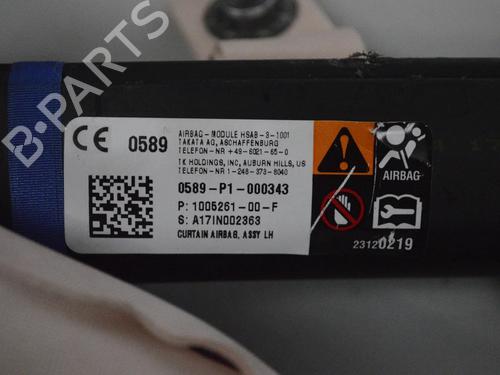 B-PARTS
CE 0589
AIRBAG - MODULE HSAB-3-1001
TAKATA AG, ASCHAFFENBURG
TELEFON-NR +49-6021-65-0
TK HOLDINGS, INC, AUBURN HILLS, US
TELEFON-NR 1-248-373-8040
0589-P1-000343
P: 1005261-00-F
S: A17IN002363
CURTAIN AIRBAG, ASSY LH
AIRBAG
23120219